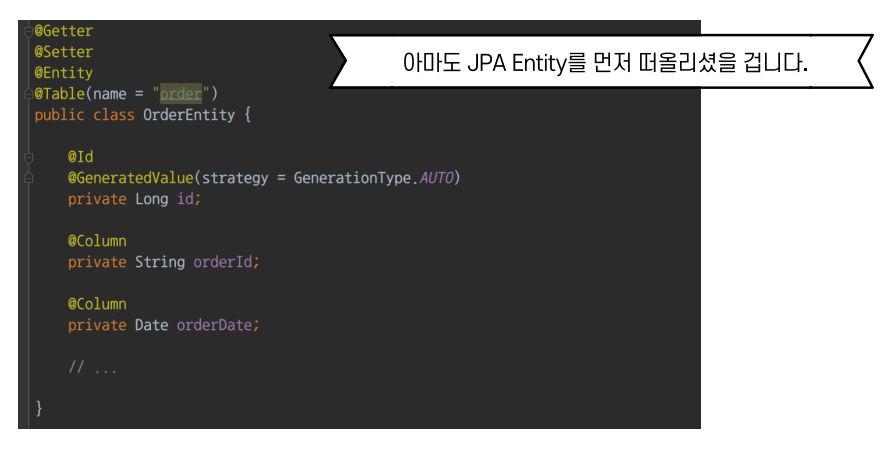 @Getter
@Setter
@Entity
@Table(name = "order")
public class OrderEntity {
@Id
@GeneratedValue(strategy = GenerationType.AUTO)
private Long id;
@Column
private String orderId;
@Column
private Date orderDate;
// ...
}
아마도 JPA Entity를 먼저 떠올리셨을 겁니다.